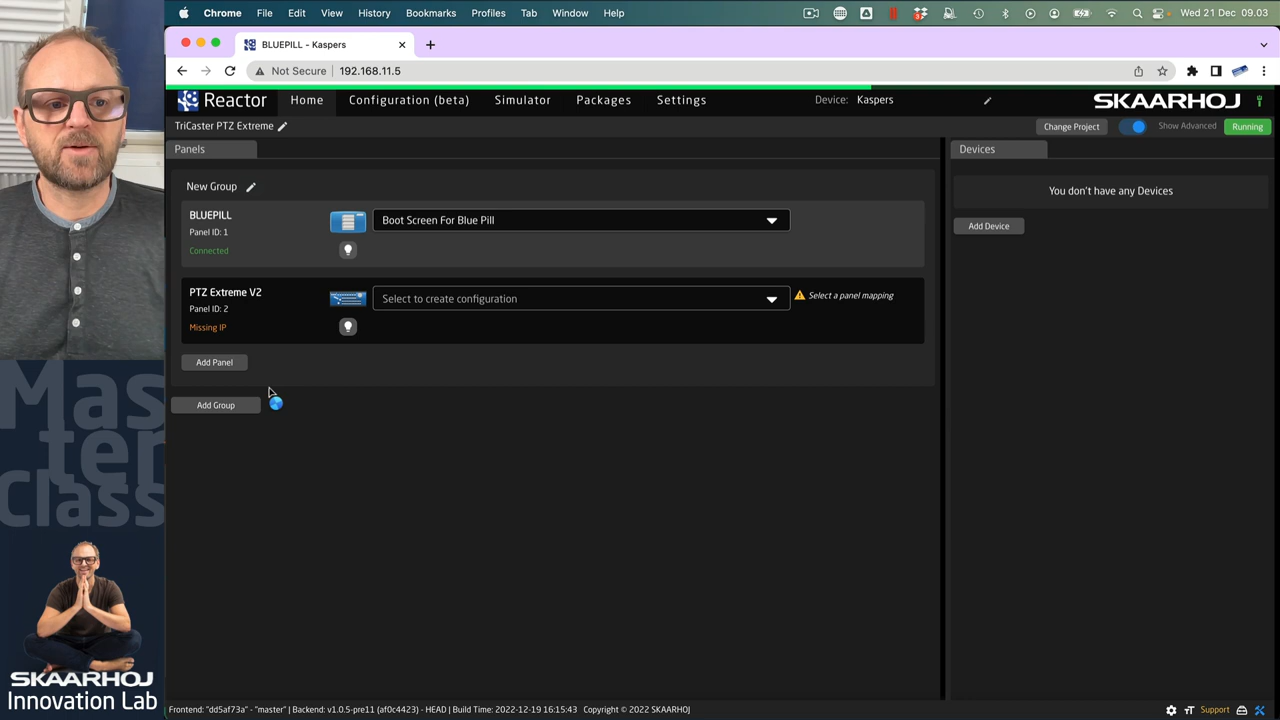 Chrome File Edit View History Bookmarks Profiles Tab Window Help Wed 21 Dec 09.03
BLUEPILL - Kaspers
Not Secure 192.168.11.5
Reactor Home Configuration (beta) Simulator Packages Settings Device: Kaspers SKAARHOJ
TriCaster PTZ Extreme Change Project Show Advanced Running
Panels Devices
New Group
You don't have any Devices
BLUEPILL
Panel ID: 1
Connected
Boot Screen For Blue Pill
Add Device
PTZ Extreme V2
Panel ID: 2
Missing IP
Select to create configuration
Select a panel mapping
Add Panel
Add Group
Mas
ter
Class
SKAARHOJ
Innovation Lab
Frontend: "dd5af73a" - "master" | Backend: v1.0.5-pre11 (af0c4423) - HEAD | Build Time: 2022-12-19 16:15:43 Copyright © 2022 SKAARHOJ Support